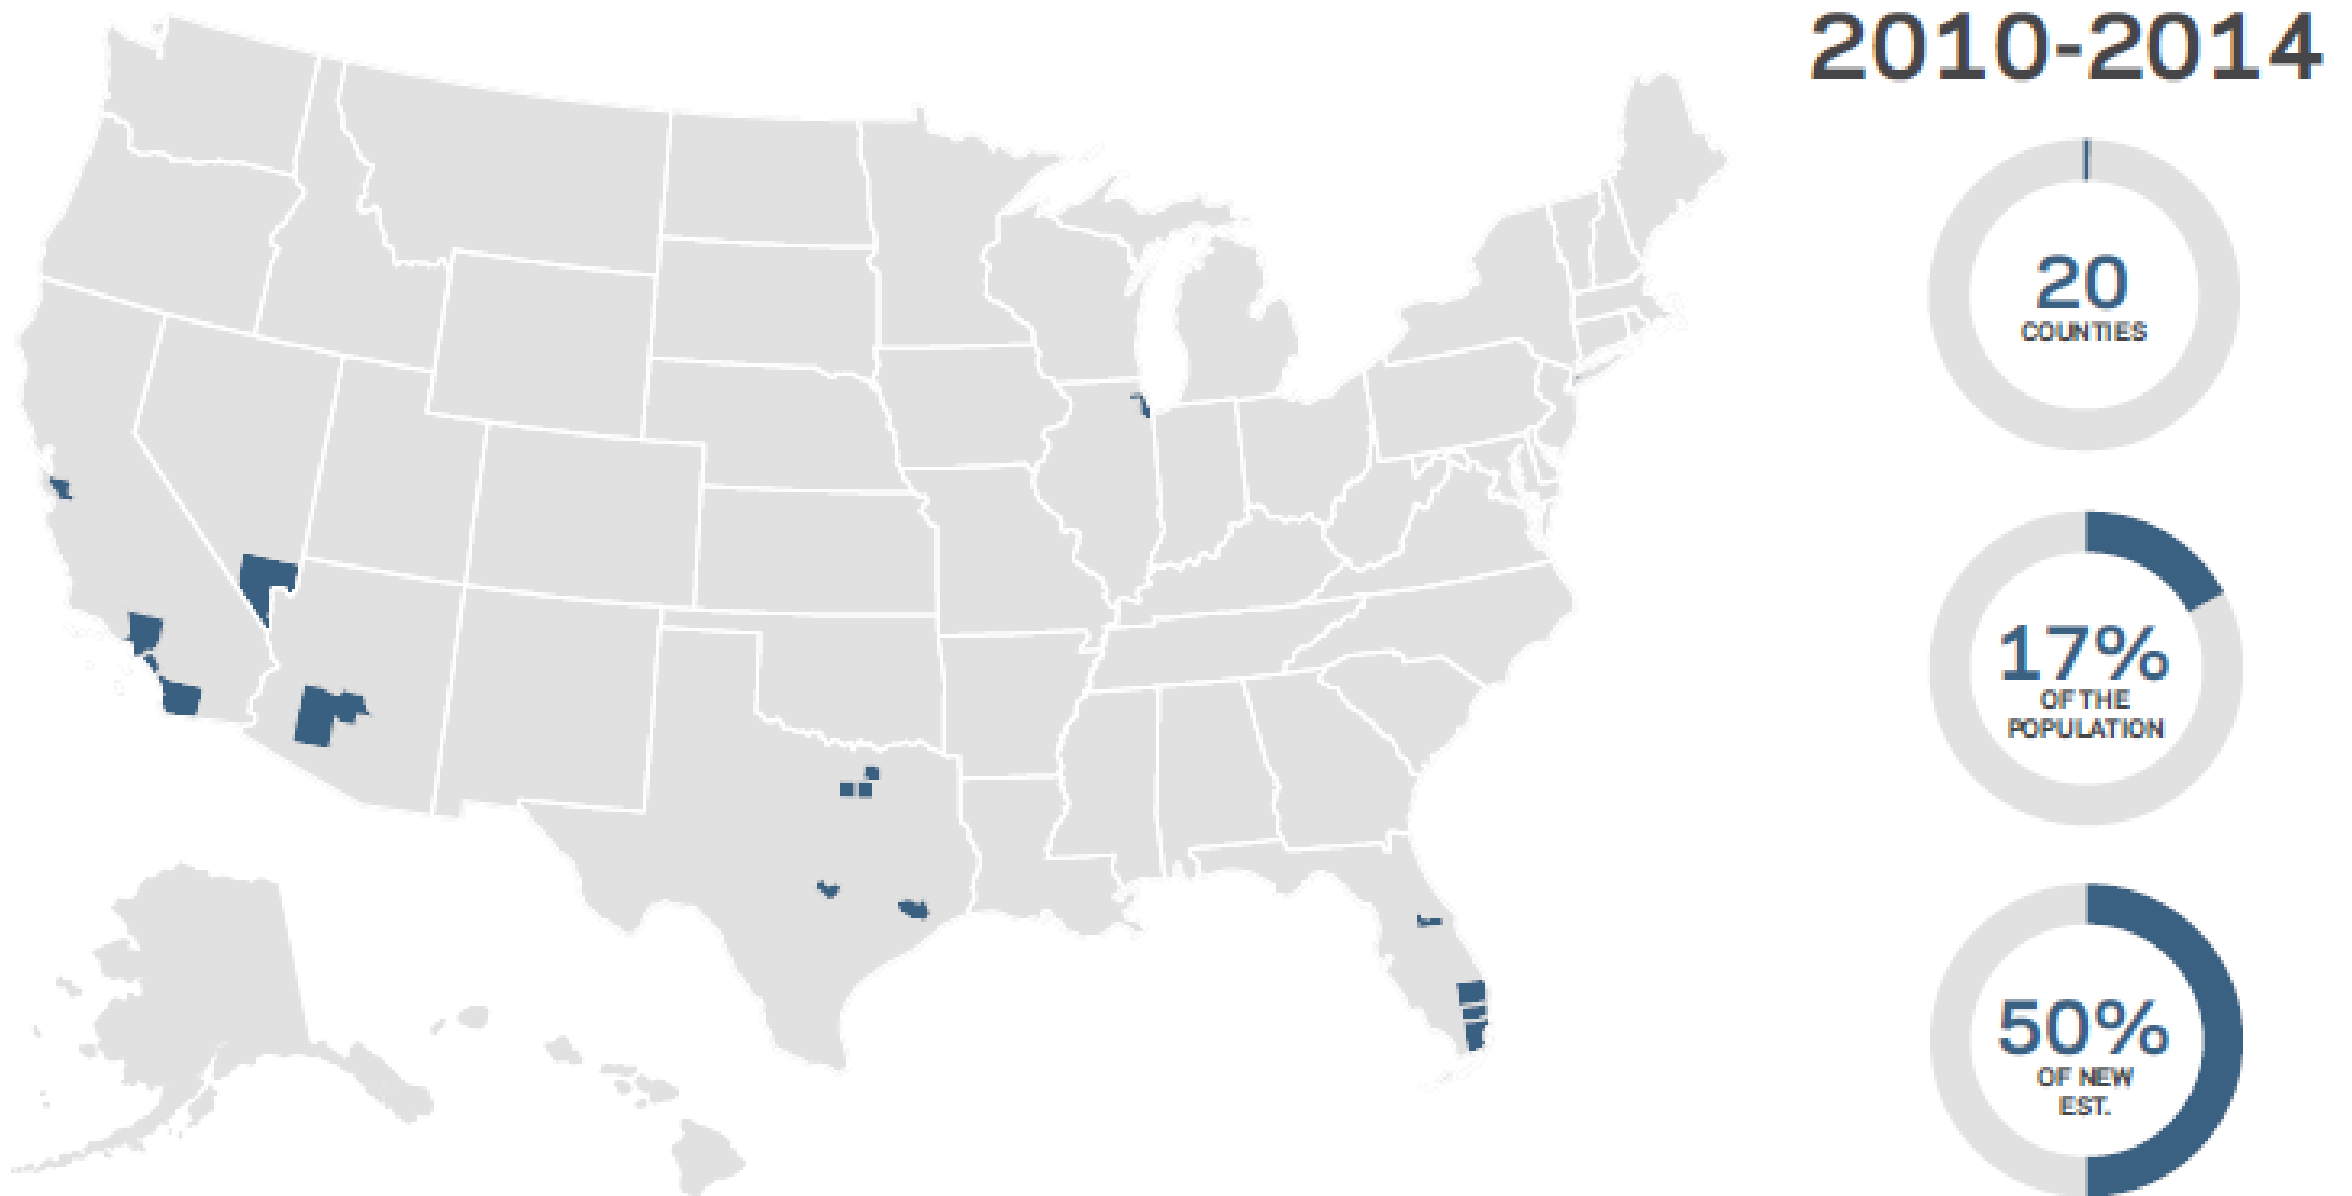 2010-2014
20
COUNTIES
17%
OF THE
POPULATION
50%
OF NEW
EST.